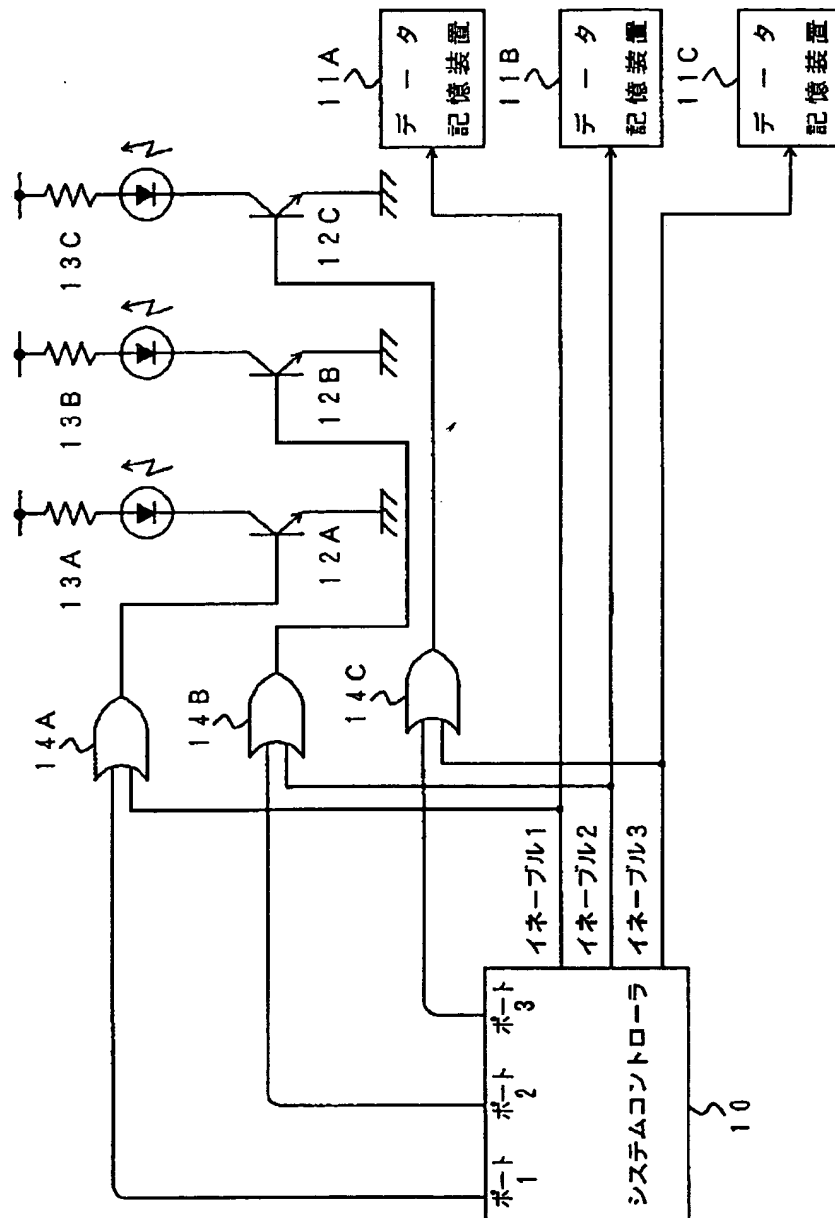 13A
13B
13C
12A
12B
12C
14A
14B
14C
11A
データ
記憶装置
11B
データ
記憶装置
11C
データ
記憶装置
イネーブル1
イネーブル2
イネーブル3
ポート
1
ポート
2
ポート
3
システムコントローラ
10